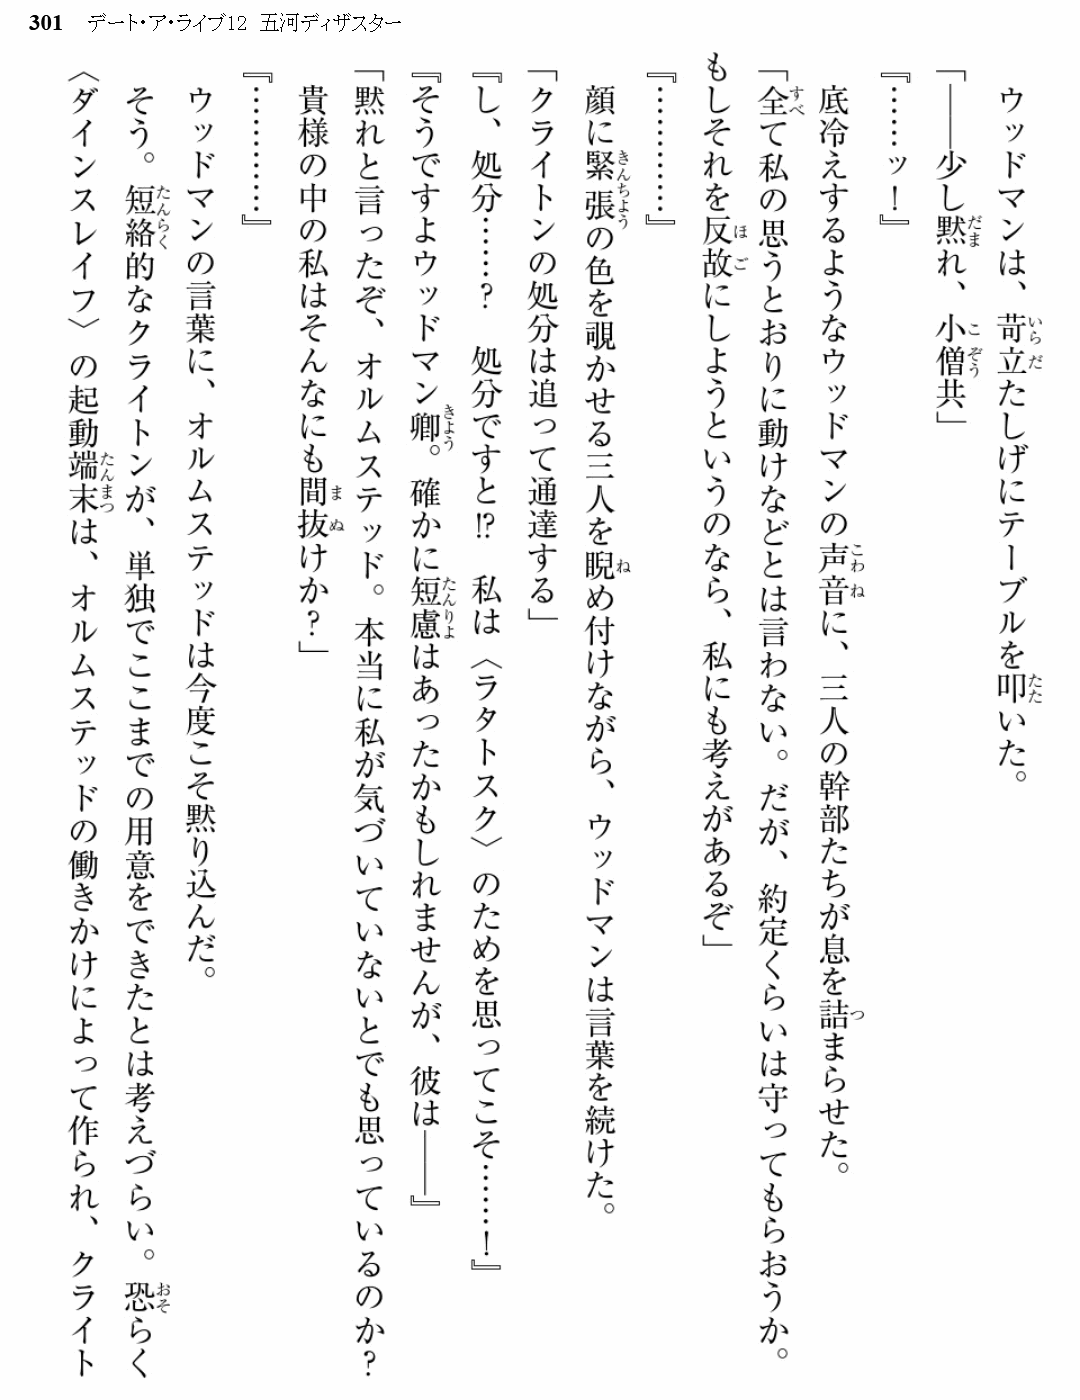 301 デート・ア・ライブ12 五河ディザスター
ウッドマンは、苛立たしげにテーブルを叩いた。
「――少し黙れ、小僧共」
『……ッ！』
底冷えするようなウッドマンの声音に、三人の幹部たちが息を詰まらせた。
「全て私の思うとおりに動けなどとは言わない。だが、約定くらいは守ってもらおうか。
もしそれを反故にしようというのなら、私にも考えがあるぞ」
『…………』
顔に緊張の色を覗かせる三人を睨め付けながら、ウッドマンは言葉を続けた。
「クライトンの処分は追って通達する」
『し、処分……？　処分ですと⁉　私は〈ラタトスク〉のためを思ってこそ……！』
『そうですよウッドマン卿。確かに短慮はあったかもしれませんが、彼は――』
「黙れと言ったぞ、オルムステッド。本当に私が気づいていないとでも思っているのか？
貴様の中の私はそんなにも間抜けか？」
『…………』
ウッドマンの言葉に、オルムステッドは今度こそ黙り込んだ。
そう。短絡的なクライトンが、単独でここまでの用意をできたとは考えづらい。恐らく
〈ダインスレイフ〉の起動端末は、オルムステッドの働きかけによって作られ、クライト